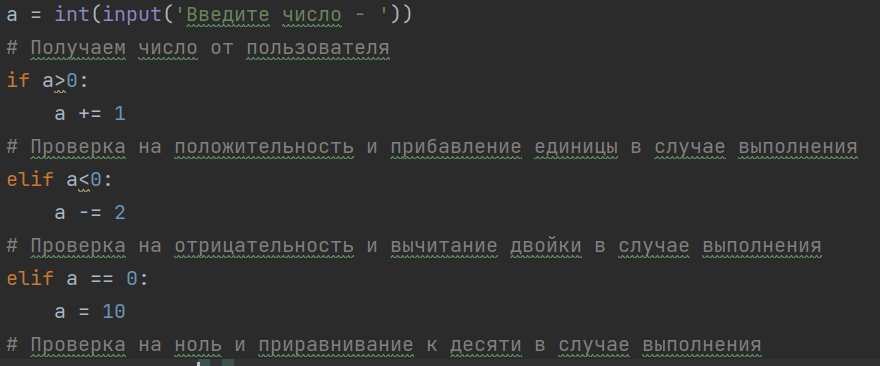 a = int(input('Введите число - '))
# Получаем число от пользователя
if a>0:
    a += 1
# Проверка на положительность и прибавление единицы в случае выполнения
elif a<0:
    a -= 2
# Проверка на отрицательность и вычитание двойки в случае выполнения
elif a == 0:
    a = 10
# Проверка на ноль и приравнивание к десяти в случае выполнения